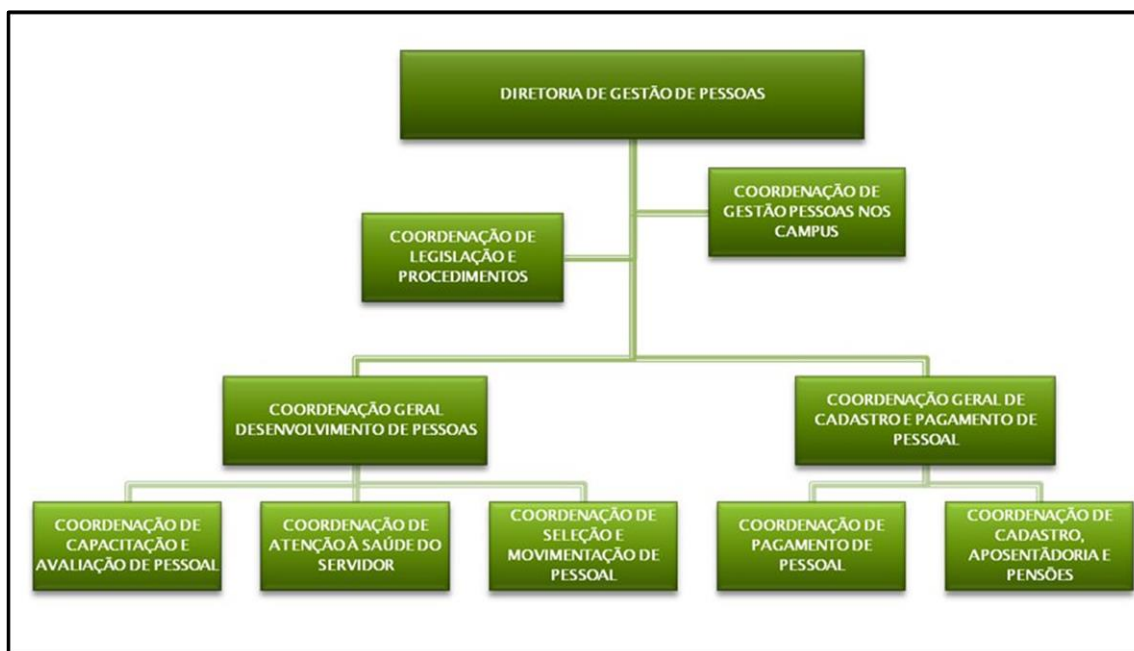 DIRETORIA DE GESTÃO DE PESSOAS
COORDENAÇÃO DE
GESTÃO PESSOAS NOS
CAMPUS
COORDENAÇÃO DE
LEGISLAÇÃO E
PROCEDIMENTOS
COORDENAÇÃO GERAL
DESENVOLVIMENTO DE PESSOAS
COORDENAÇÃO GERAL DE
CADASTRO E PAGAMENTO DE
PESSOAL
COORDENAÇÃO DE
CAPACITAÇÃO E
AVALIAÇÃO DE PESSOAL
COORDENAÇÃO DE
ATENÇÃO À SAÚDE DO
SERVIDOR
COORDENAÇÃO DE
SELEÇÃO E
MOVIMENTAÇÃO DE
PESSOAL
COORDENAÇÃO DE
PAGAMENTO DE
PESSOAL
COORDENAÇÃO DE
CADASTRO,
APOSENTÃDORIA E
PENSÕES